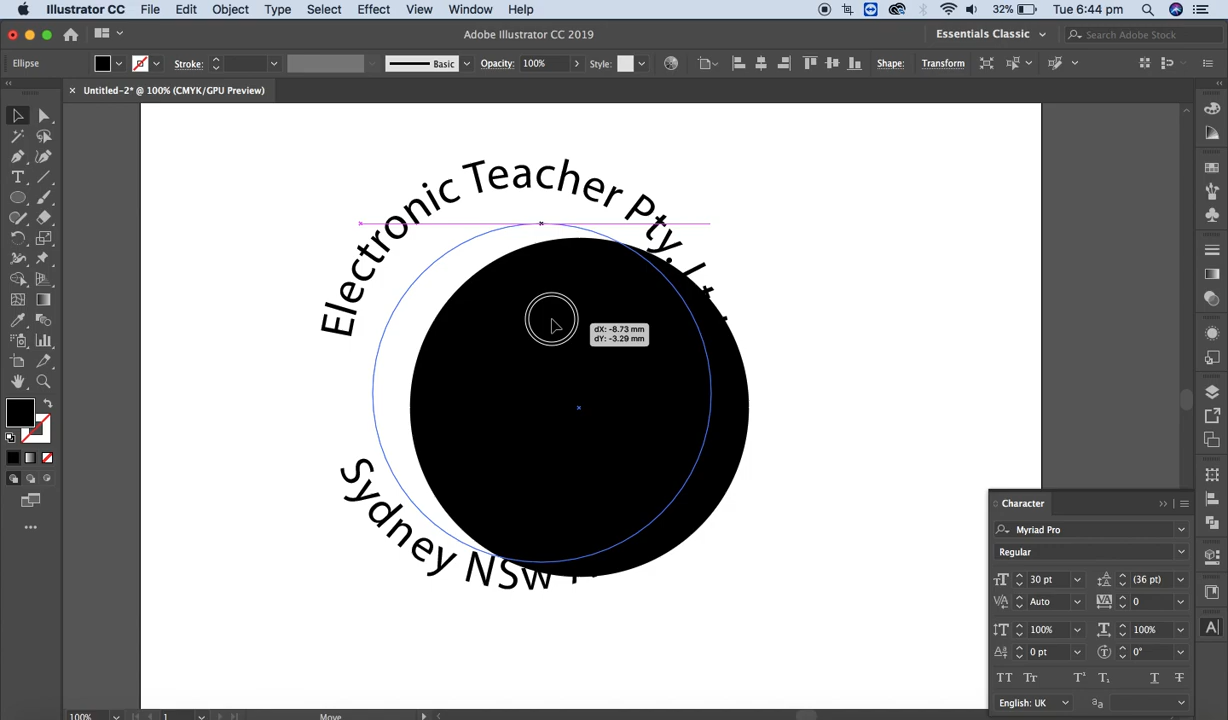 Illustrator CC File Edit Object Type Select Effect View Window Help 32% Tue 6:44 pm
Adobe Illustrator CC 2019 Essentials Classic Search Adobe Stock
Ellipse Stroke: Basic Opacity: 100% Style: Shape: Transform
× Untitled-2* @ 100% (CMYK/GPU Preview)
Electronic Teacher Pty.
dX: -8.73 mm
dY: -3.29 mm
Sydney NSw
Character
Myriad Pro
Regular
30 pt (36 pt)
Auto 0
100% 100%
0 pt 0°
English: UK
100% 1 Move